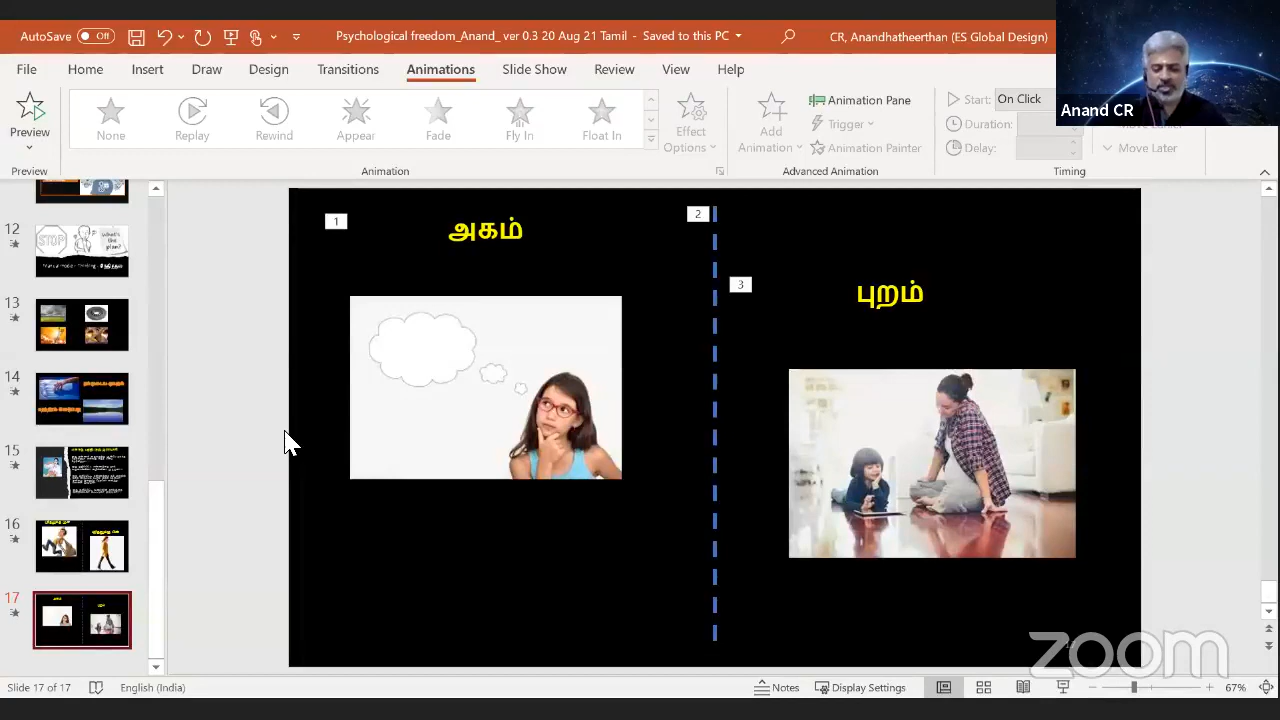 AutoSave Off
Psychological freedom_Anand_ ver 0.3 20 Aug 21 Tamil - Saved to this PC
CR, Anandhatheerthan (ES Global Design)
File Home Insert Draw Design Transitions Animations Slide Show Review View Help
Preview
None Replay Rewind Appear Fade Fly In Float In
Effect Options
Add Animation
Animation Pane
Trigger
Animation Painter
Start: On Click
Duration:
Delay:
Move Later
Preview Animation Advanced Animation Timing
Anand CR
12
STOP
What's the plan?
13
14
15
16
17
1
அகம்
2
3
புறம்
zoom
Slide 17 of 17
English (India)
Notes
Display Settings
67%